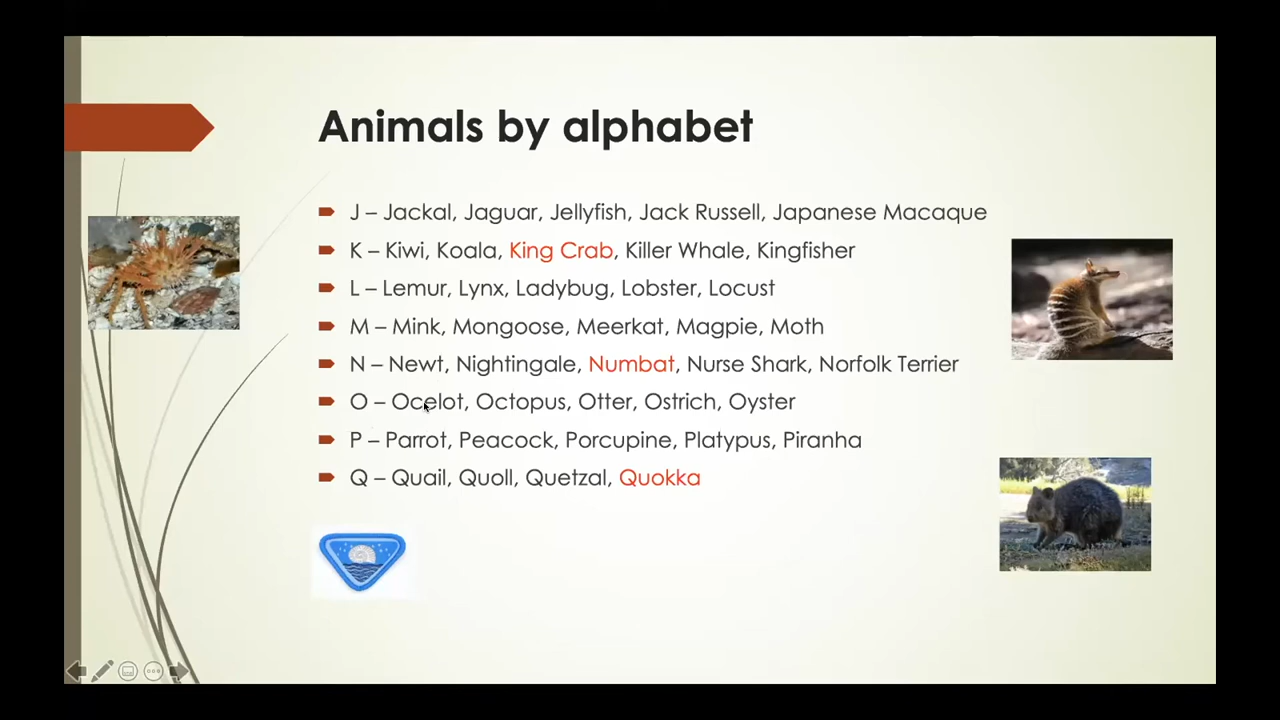 Animals by alphabet
J – Jackal, Jaguar, Jellyfish, Jack Russell, Japanese Macaque
K – Kiwi, Koala, King Crab, Killer Whale, Kingfisher
L – Lemur, Lynx, Ladybug, Lobster, Locust
M – Mink, Mongoose, Meerkat, Magpie, Moth
N – Newt, Nightingale, Numbat, Nurse Shark, Norfolk Terrier
O – Ocelot, Octopus, Otter, Ostrich, Oyster
P – Parrot, Peacock, Porcupine, Platypus, Piranha
Q – Quail, Quoll, Quetzal, Quokka